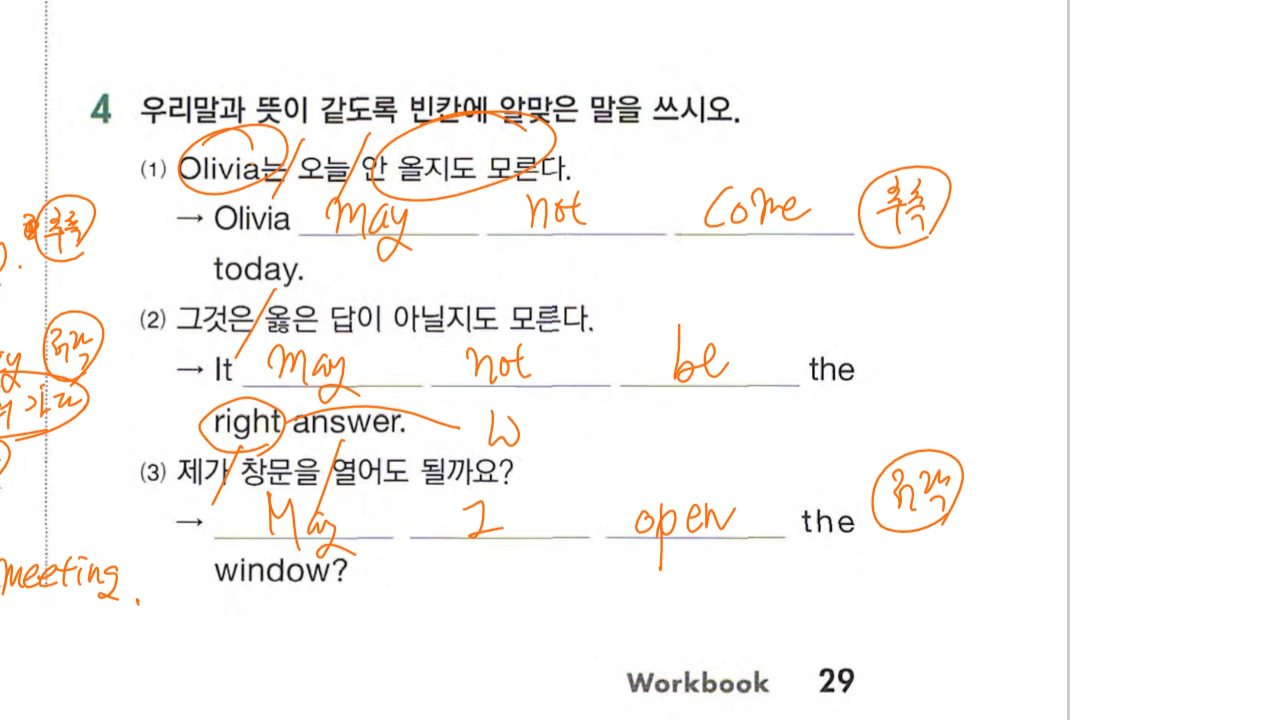 4 우리말과 뜻이 같도록 빈칸에 알맞은 말을 쓰시오.
(1) Olivia는 오늘 안 올지도 모른다.
추측
→ Olivia may not come 추측
today.
(2) 그것은 옳은 답이 아닐지도 모른다.
허락
→ It may not be the
right answer.
(3) 제가 창문을 열어도 될까요?
허락
→ May I open the
meeting.
window?
Workbook 29